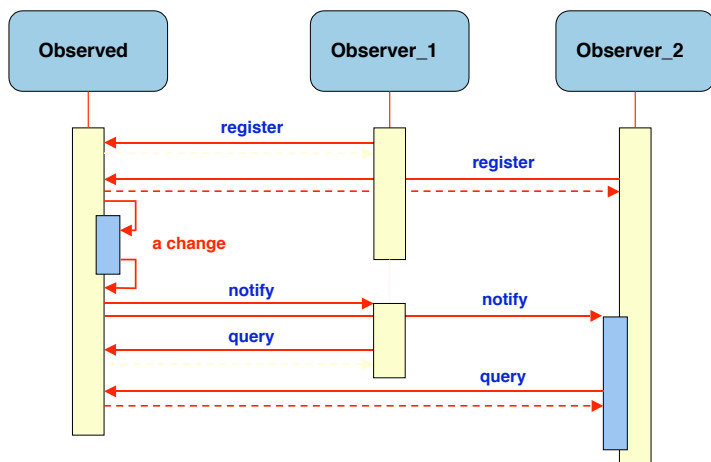 Observed
Observer_1
Observer_2
register
register
a change
notify
notify
query
query